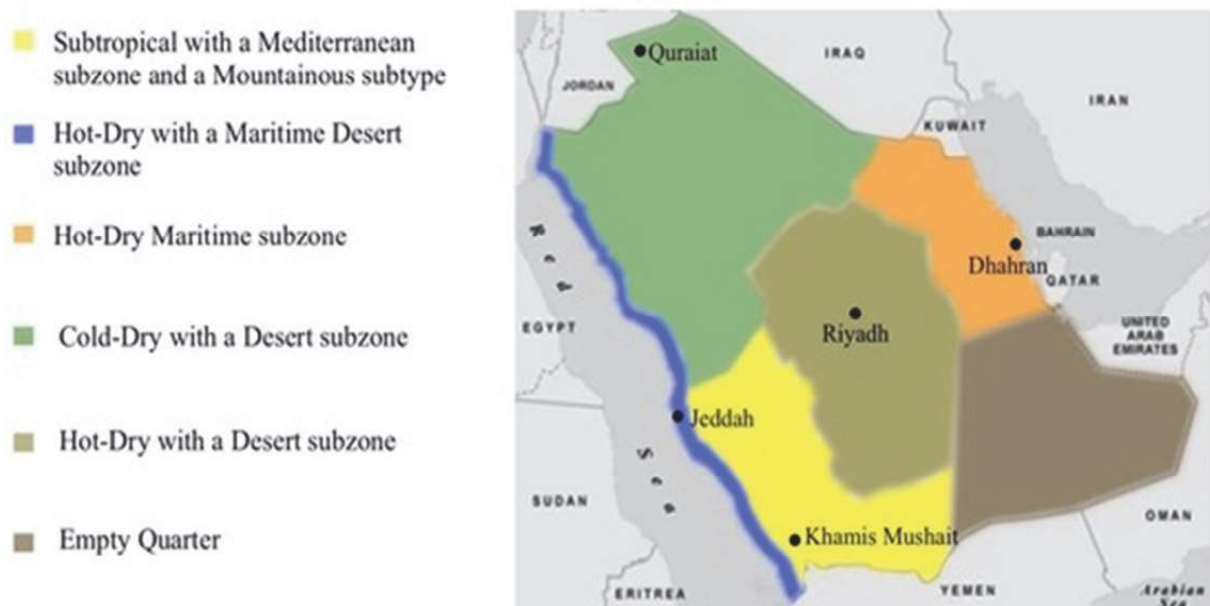 Subtropical with a Mediterranean
subzone and a Mountainous subtype
Hot-Dry with a Maritime Desert
subzone
Hot-Dry Maritime subzone
Cold-Dry with a Desert subzone
Hot-Dry with a Desert subzone
Empty Quarter
Quraiat
IRAQ
JORDAN
IRAN
KUWAIT
Red
BAHRAIN
Dhahran
QATAR
EGYPT
Riyadh
UNITED
ARAB
EMIRATES
Jeddah
Sea
SUDAN
OMAN
Khamis Mushait
ERITREA
YEMEN
Arabian
Sea